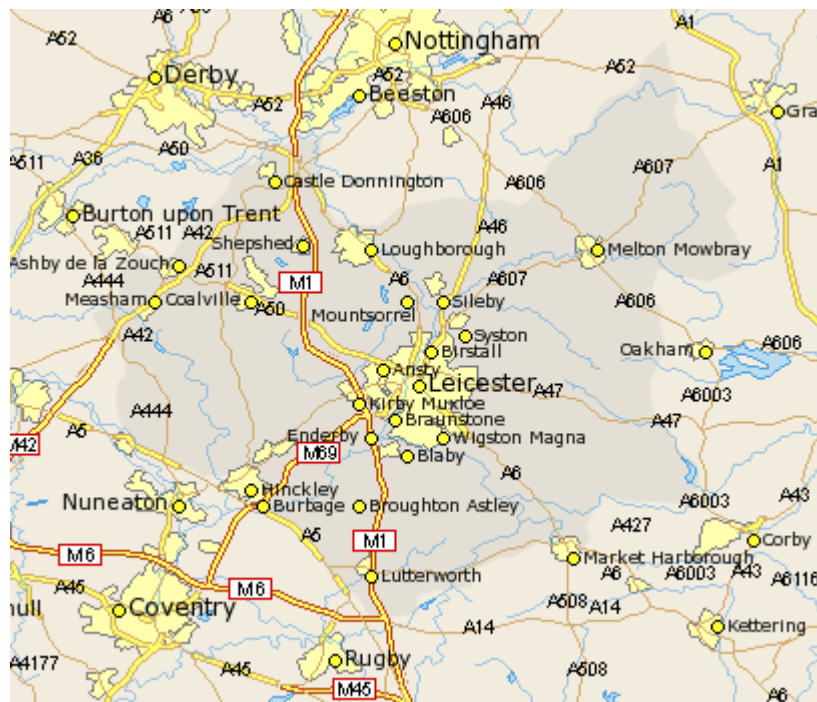 A6
A1
A52
Nottingham
Derby
A52
A52
Beeston
A52
A46
Gra
A606
A50
A511
A36
A607
A1
Castle Donnington
A606
Burton upon Trent
A46
A511
A42
Shepshed
Loughborough
Melton Mowbray
Ashby de la Zouch
A511
A444
M1
A6
A607
Measham
Coalville
A50
Mountsorrel
Sileby
A606
A42
Syston
Birstall
Oakham
A606
Ansty
Leicester
A47
A6003
Kirby Muxloe
A444
Braunstone
A47
A5
M42
Enderby
Wigston Magna
M69
Blaby
A6
Hinckley
Nuneaton
Burbage
Broughton Astley
A6003
A43
A5
A427
M1
Corby
M6
Market Harborough
A45
M6
Lutterworth
A6
A6003
A43
A6116
null
Coventry
A508
A14
A14
Kettering
A4177
A45
Rugby
A508
M45
A6